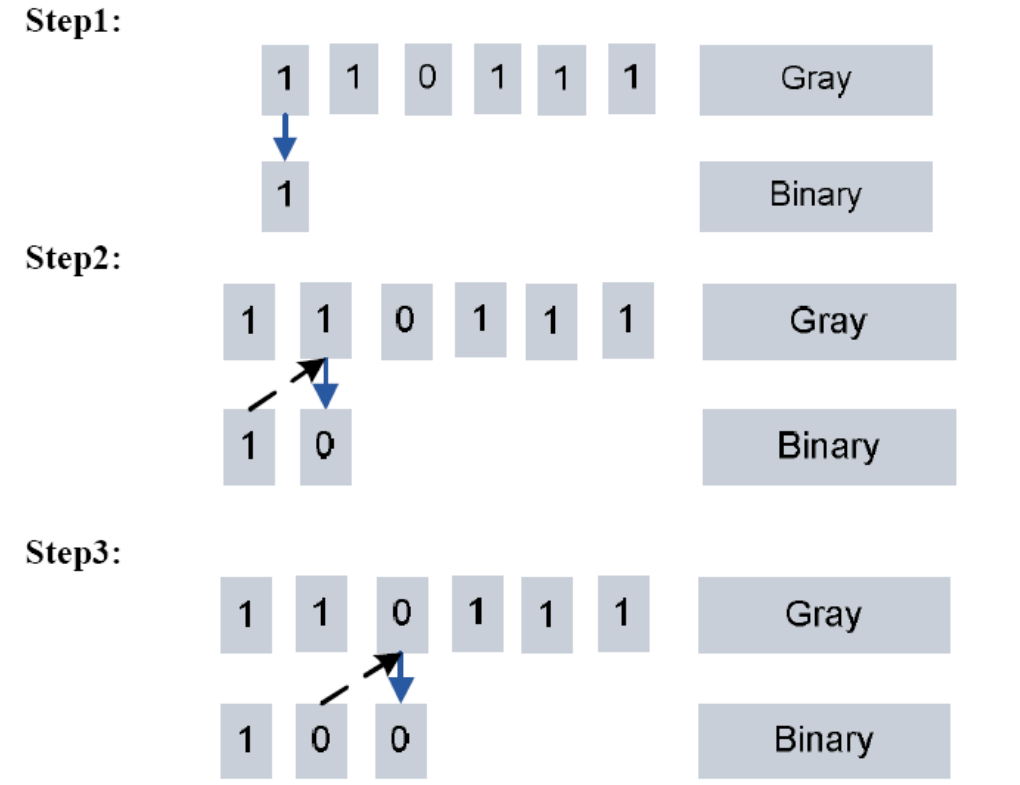 Step1:
1 1 0 1 1 1 Gray
1 Binary
Step2:
1 1 0 1 1 1 Gray
1 0 Binary
Step3:
1 1 0 1 1 1 Gray
1 0 0 Binary